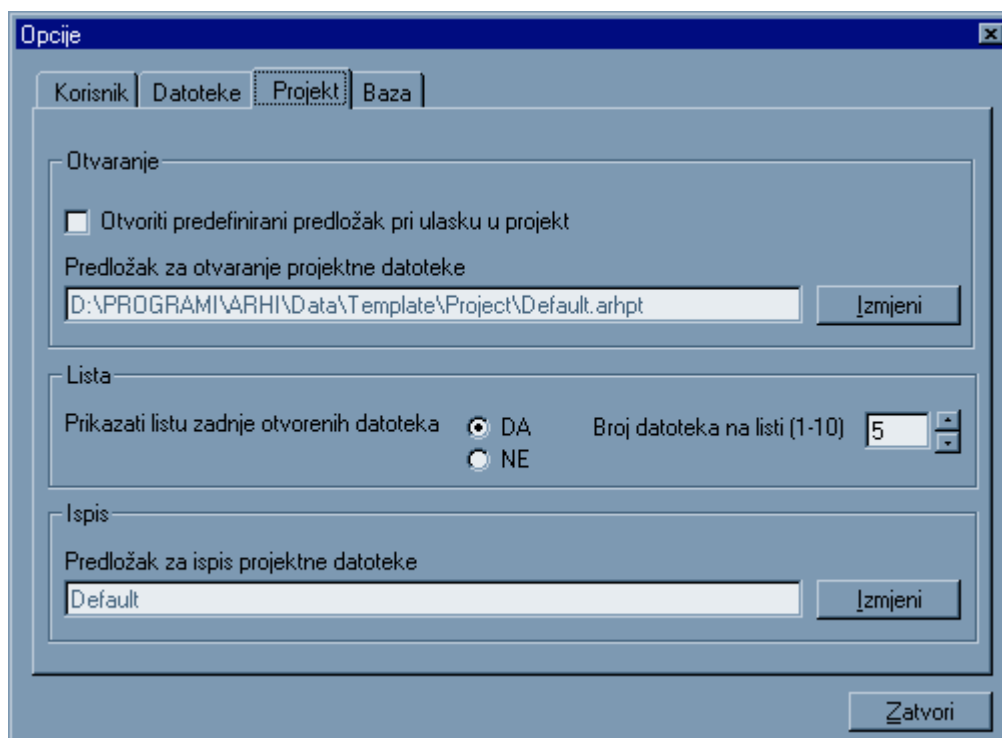 Opcije
Korisnik Datoteke Projekt Baza
Otvaranje
Otvoriti predefinirani predložak pri ulasku u projekt
Predložak za otvaranje projektne datoteke
D:\PROGRAMI\ARHI\Data\Template\Project\Default.arhpt Izmjeni
Lista
Prikazati listu zadnje otvorenih datoteka DA Broj datoteka na listi (1-10) 5
NE
Ispis
Predložak za ispis projektne datoteke
Default Izmjeni
Zatvori